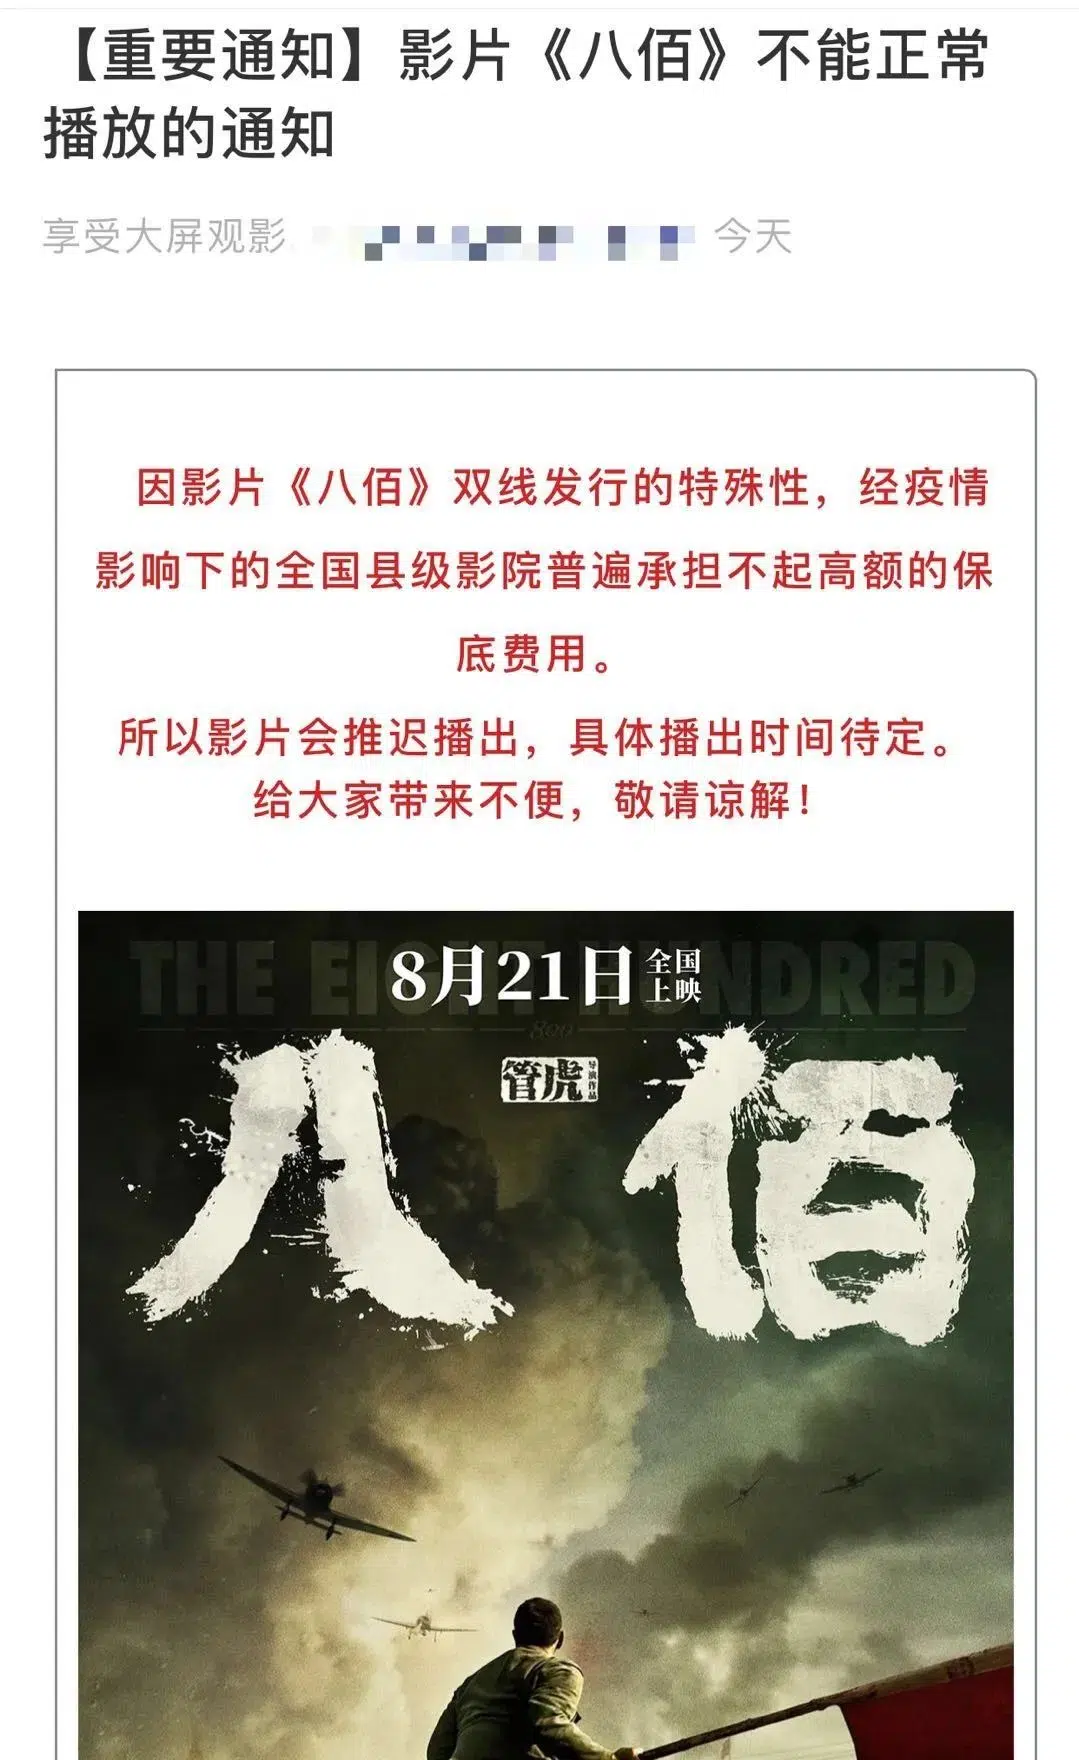 【重要通知】影片《八佰》不能正常
播放的通知
享受大屏观影
今天
因影片《八佰》双线发行的特殊性，经疫情
影响下的全国县级影院普遍承担不起高额的保
底费用。
所以影片会推迟播出，具体播出时间待定。
给大家带来不便，敬请谅解！
THE EIGHT HUNDRED
8月21日全国上映
800
管虎导演作品
八佰